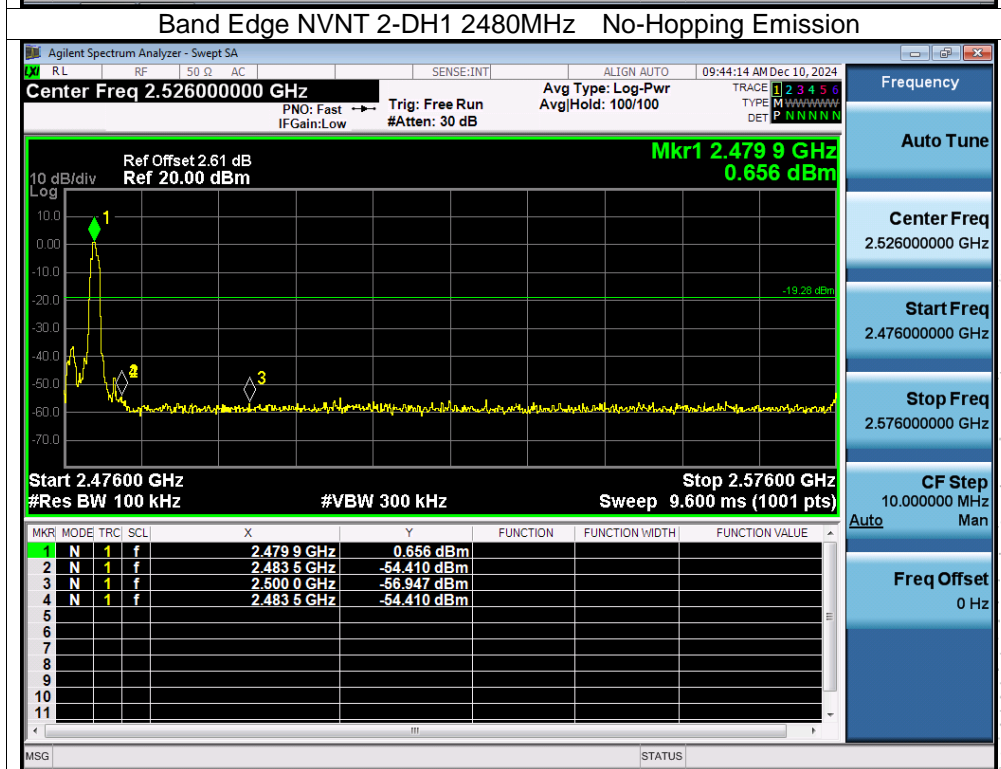 Band Edge NVNT 2-DH1 2480MHz No-Hopping Emission
Agilent Spectrum Analyzer - Swept SA
LXI RL RF 50 Ω AC SENSE:INT ALIGN AUTO 09:44:14 AM Dec 10, 2024
Center Freq 2.526000000 GHz
PNO: Fast
IFGain:Low
Trig: Free Run
#Atten: 30 dB
Avg Type: Log-Pwr
Avg|Hold: 100/100
TRACE 1 2 3 4 5 6
TYPE M WWWWW
DET P N N N N N
Ref Offset 2.61 dB
Ref 20.00 dBm
10 dB/div
Log
Mkr1 2.479 9 GHz
0.656 dBm
10.0
0.00
-10.0
-20.0
-30.0
-40.0
-50.0
-60.0
-70.0
1
3
-19.28 dBm
Start 2.47600 GHz
Stop 2.57600 GHz
#Res BW 100 kHz
#VBW 300 kHz
Sweep 9.600 ms (1001 pts)
MKR MODE TRC SCL X Y FUNCTION FUNCTION WIDTH FUNCTION VALUE
1 N 1 f 2.479 9 GHz 0.656 dBm
2 N 1 f 2.483 5 GHz -54.410 dBm
3 N 1 f 2.500 0 GHz -56.947 dBm
4 N 1 f 2.483 5 GHz -54.410 dBm
5
6
7
8
9
10
11
MSG
STATUS
Frequency
Auto Tune
Center Freq
2.526000000 GHz
Start Freq
2.476000000 GHz
Stop Freq
2.576000000 GHz
CF Step
10.000000 MHz
Auto Man
Freq Offset
0 Hz